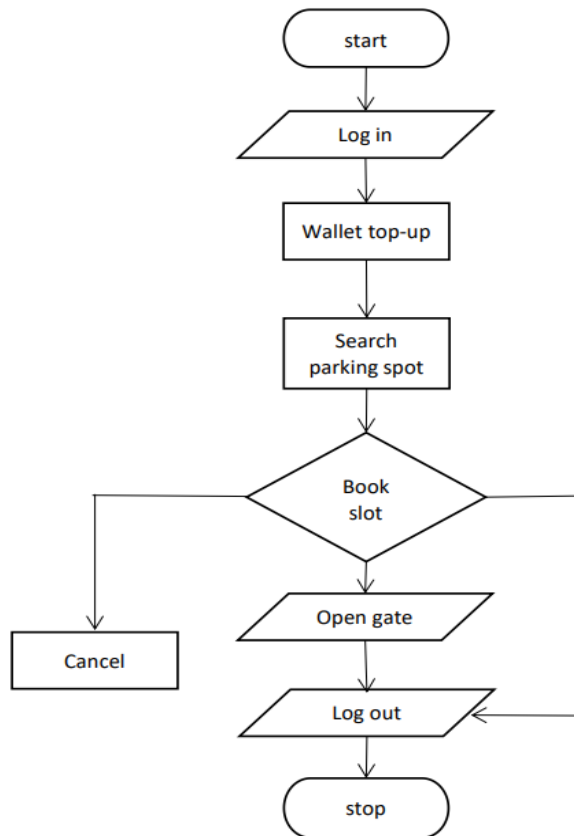 start
Log in
Wallet top-up
Search
parking spot
Book
slot
Open gate
Cancel
Log out
stop